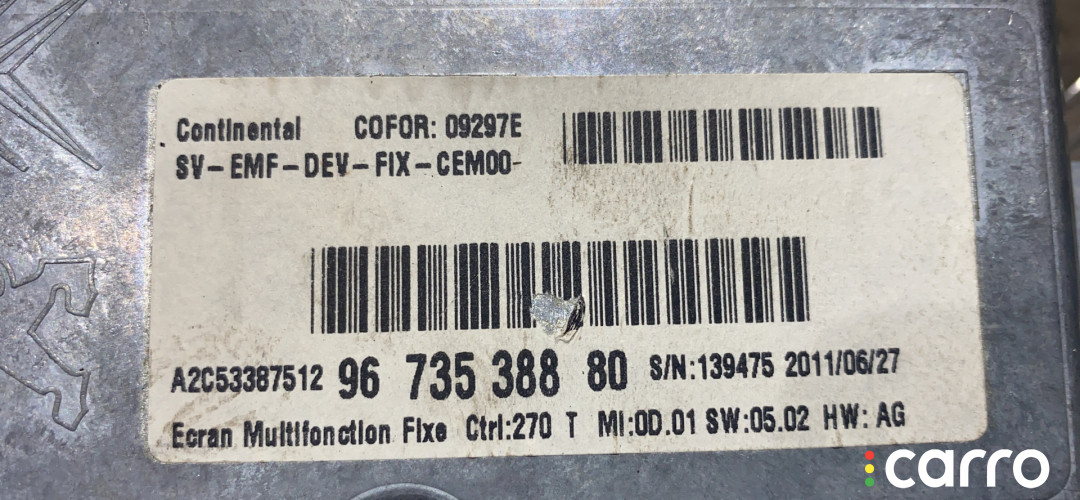 Continental COFOR: 09297E
SV-EMF-DEV-FIX-CEM00-
A2C53387512 96 735 388 80 S/N:139475 2011/06/27
Ecran Multifonction Fixe Ctrl:270 T MI:0D.01 SW:05.02 HW: AG
carro